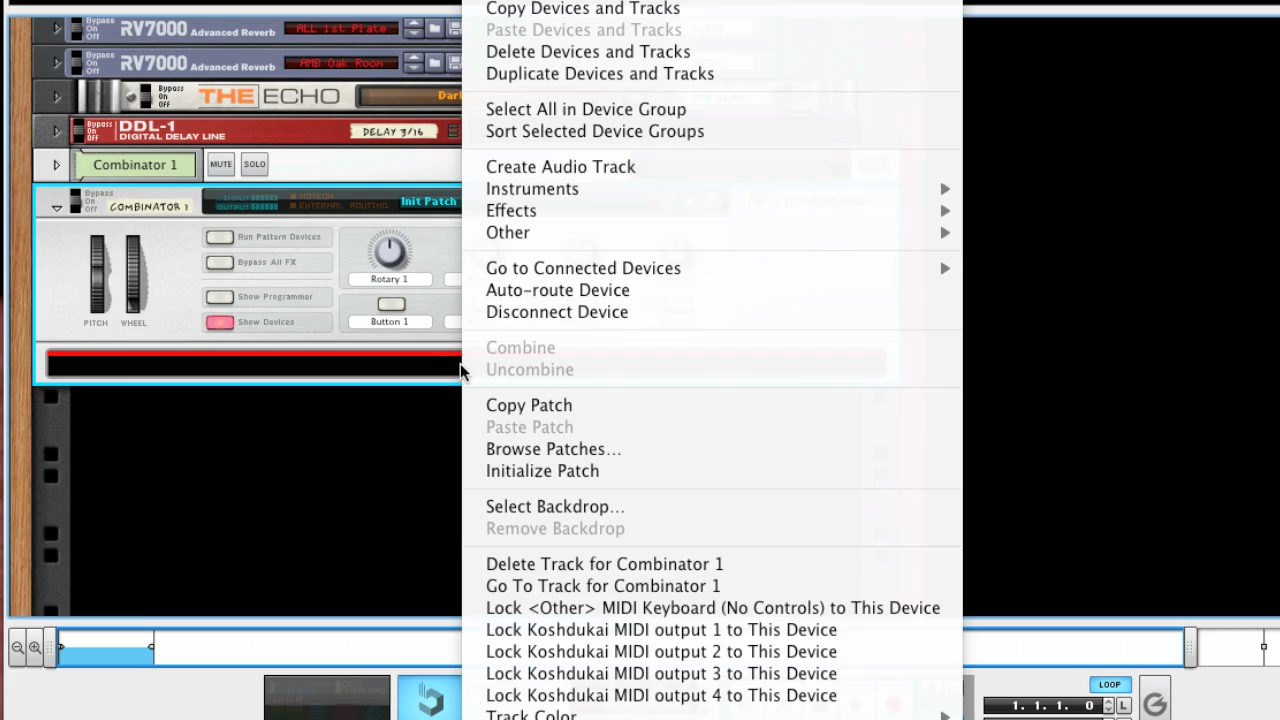 Bypass
On
Off
RV7000 Advanced Reverb
ALL 1st Plate
Bypass
On
Off
RV7000 Advanced Reverb
AMB Oak Room
Bypass
On
Off
THE ECHO
Dar
Bypass
On
Off
DDL-1
DIGITAL DELAY LINE
DELAY 3/16
Combinator 1
MUTE
SOLO
Bypass
On
Off
COMBINATOR 1
INPUT
OUTPUT
NOTEON
EXTERNAL ROUTING
Init Patch
Run Pattern Devices
Bypass All FX
Show Programmer
Show Devices
PITCH
WHEEL
Rotary 1
Button 1
Copy Devices and Tracks
Paste Devices and Tracks
Delete Devices and Tracks
Duplicate Devices and Tracks
Select All in Device Group
Sort Selected Device Groups
Create Audio Track
Instruments
Effects
Other
Go to Connected Devices
Auto-route Device
Disconnect Device
Combine
Uncombine
Copy Patch
Paste Patch
Browse Patches...
Initialize Patch
Select Backdrop...
Remove Backdrop
Delete Track for Combinator 1
Go To Track for Combinator 1
Lock <Other> MIDI Keyboard (No Controls) to This Device
Lock Koshdukai MIDI output 1 to This Device
Lock Koshdukai MIDI output 2 to This Device
Lock Koshdukai MIDI output 3 to This Device
Lock Koshdukai MIDI output 4 to This Device
Track Color
LOOP
1. 1. 1. 0
L